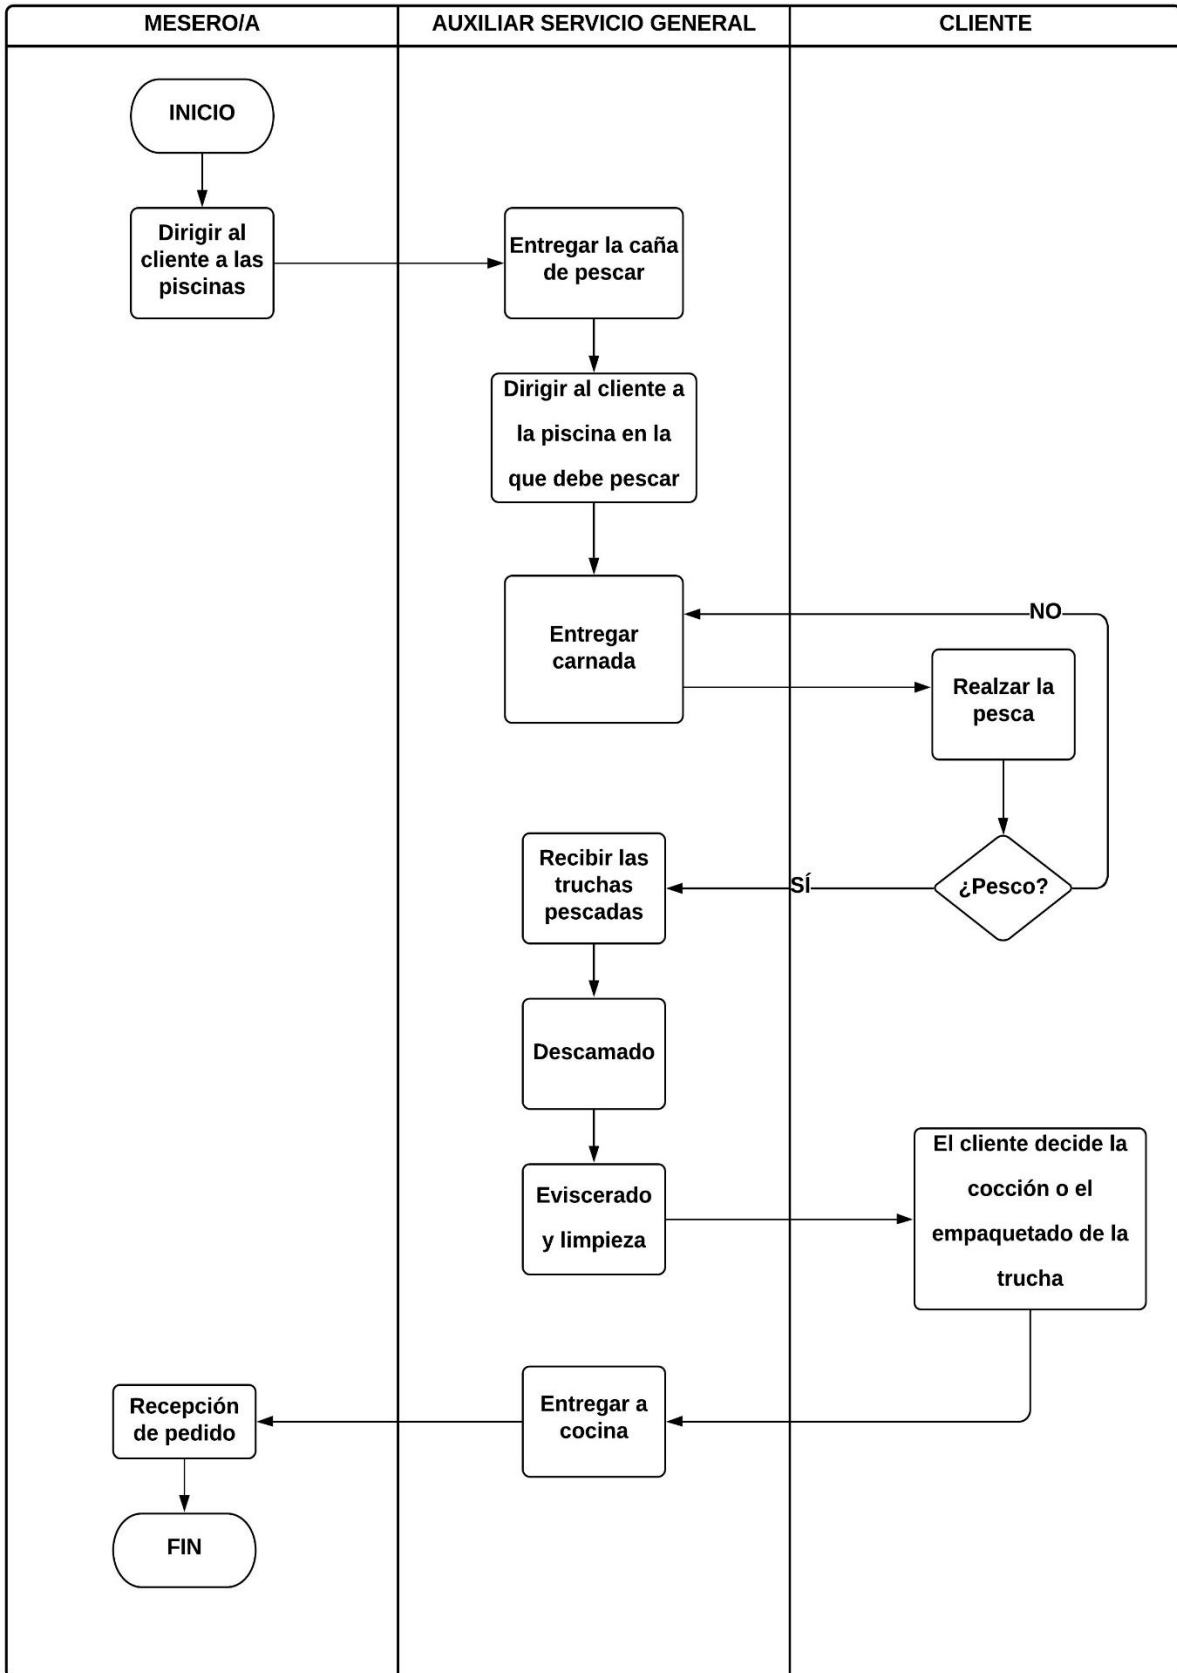 MESERO/A
AUXILIAR SERVICIO GENERAL
CLIENTE
INICIO
Dirigir al
cliente a las
piscinas
Entregar la caña
de pescar
Dirigir al cliente a
la piscina en la
que debe pescar
Entregar
carnada
NO
Realzar la
pesca
¿Pesco?
SÍ
Recibir las
truchas
pescadas
Descamado
Eviscerado
y limpieza
El cliente decide la
cocción o el
empaquetado de la
trucha
Entregar a
cocina
Recepción
de pedido
FIN